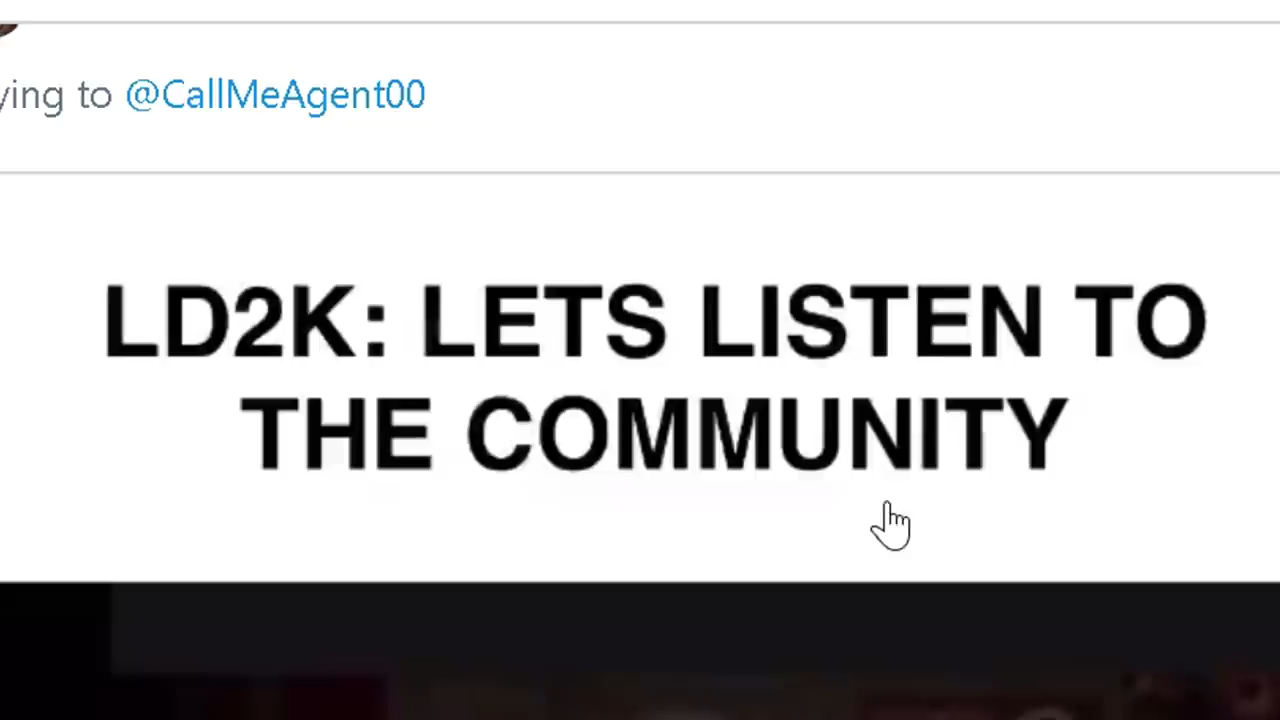 ying to @CallMeAgent00
LD2K: LETS LISTEN TO
THE COMMUNITY